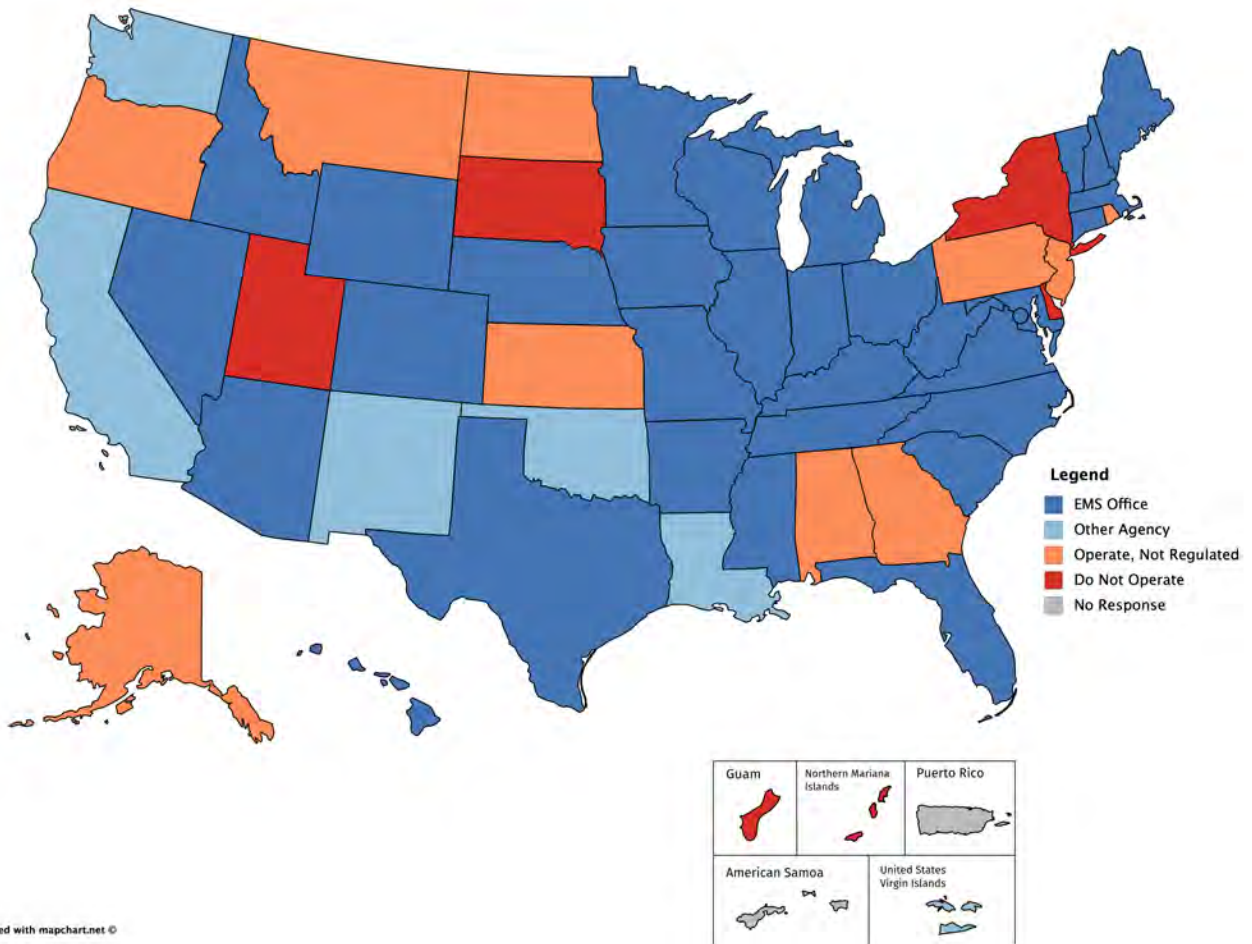 Legend
EMS Office
Other Agency
Operate, Not Regulated
Do Not Operate
No Response
Guam
Northern Mariana
Islands
Puerto Rico
American Samoa
United States
Virgin Islands
ed with mapchart.net ©